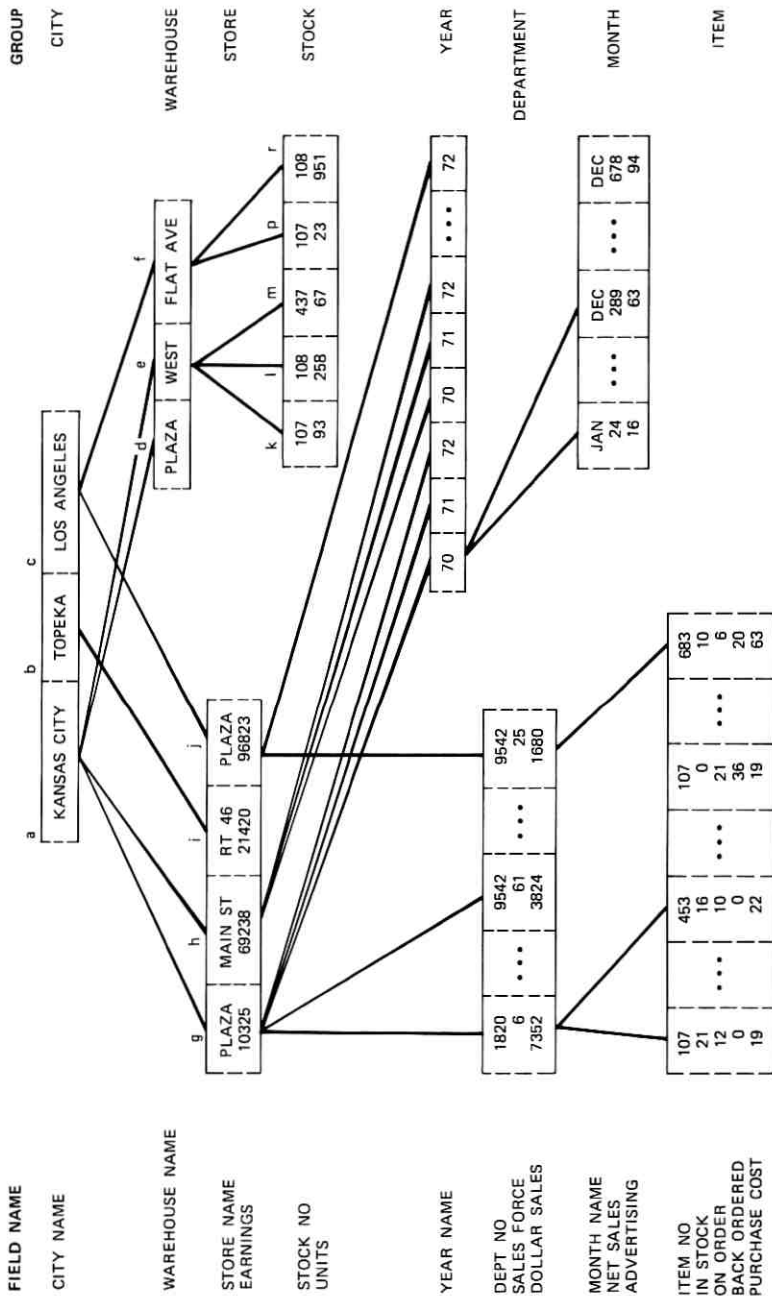 FIELD NAME
GROUP
CITY NAME
a
KANSAS CITY
b
TOPEKA
c
LOS ANGELES
CITY
WAREHOUSE NAME
d
PLAZA
e
WEST
f
FLAT AVE
WAREHOUSE
STORE NAME
EARNINGS
g
PLAZA
10325
h
MAIN ST
69238
i
RT 46
21420
j
PLAZA
96823
STORE
STOCK NO
UNITS
k
107
93
l
108
258
m
437
67
p
107
23
r
108
951
STOCK
YEAR NAME
70
71
72
70
71
72
• • •
72
YEAR
DEPT NO
SALES FORCE
DOLLAR SALES
1820
6
7352
• • •
9542
61
3824
• • •
9542
25
1680
DEPARTMENT
MONTH NAME
NET SALES
ADVERTISING
JAN
24
16
• • •
DEC
289
63
• • •
DEC
678
94
MONTH
ITEM NO
IN STOCK
ON ORDER
BACK ORDERED
PURCHASE COST
107
21
12
0
19
• • •
453
16
10
0
22
• • •
107
0
21
36
19
• • •
683
10
6
20
63
ITEM